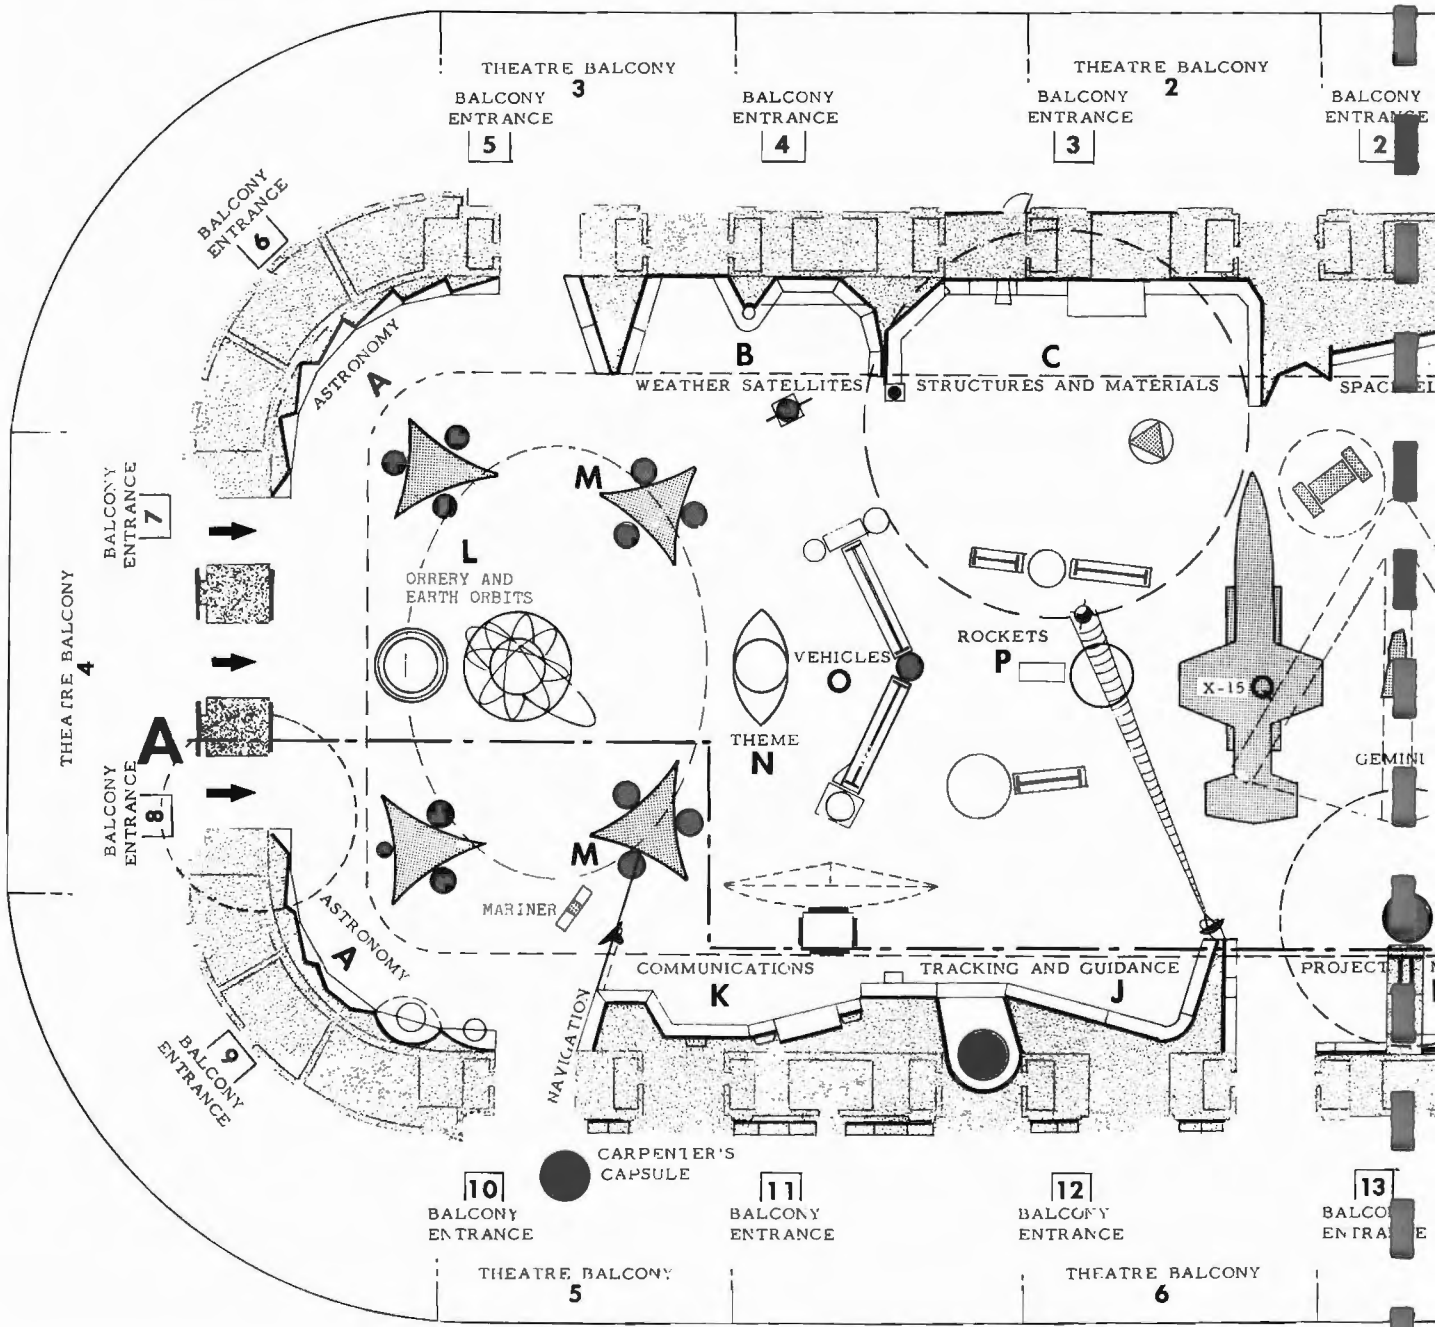 THEATRE BALCONY
3
THEATRE BALCONY
2
BALCONY
ENTRANCE
5
BALCONY
ENTRANCE
4
BALCONY
ENTRANCE
3
BALCONY
ENTRANCE
2
BALCONY
ENTRANCE
6
ASTRONOMY
A
B
WEATHER SATELLITES
C
STRUCTURES AND MATERIALS
BALCONY
ENTRANCE
7
M
L
ORRERY AND
EARTH ORBITS
THEATRE BALCONY
4
VEHICLES
O
ROCKETS
P
X-15 Q
A
THEME
N
GEMINI
BALCONY
ENTRANCE
8
M
MARINER
ASTRONOMY
A
COMMUNICATIONS
K
TRACKING AND GUIDANCE
J
PROJECT
NAVIGATION
BALCONY
ENTRANCE
9
CARPENTER'S
CAPSULE
10
BALCONY
ENTRANCE
11
BALCONY
ENTRANCE
12
BALCONY
ENTRANCE
13
ENTRANCE
THEATRE BALCONY
5
THEATRE BALCONY
6